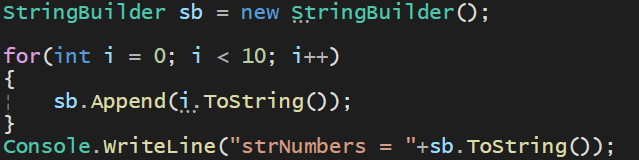 StringBuilder sb = new StringBuilder();
for(int i = 0; i < 10; i++)
{
    sb.Append(i.ToString());
}
Console.WriteLine("strNumbers = "+sb.ToString());